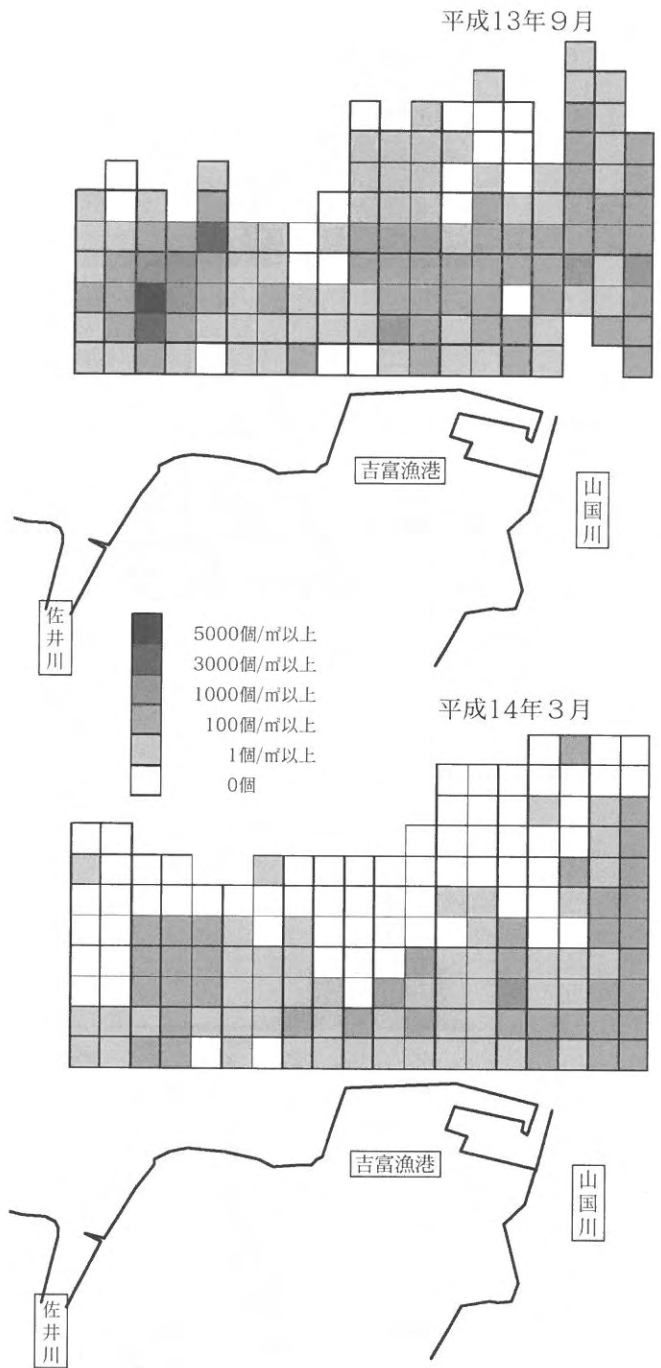 平成13年9月
吉富漁港
山国川
佐井川
5000個/㎡以上
3000個/㎡以上
1000個/㎡以上
100個/㎡以上
1個/㎡以上
0個
平成14年3月
吉富漁港
山国川
佐井川